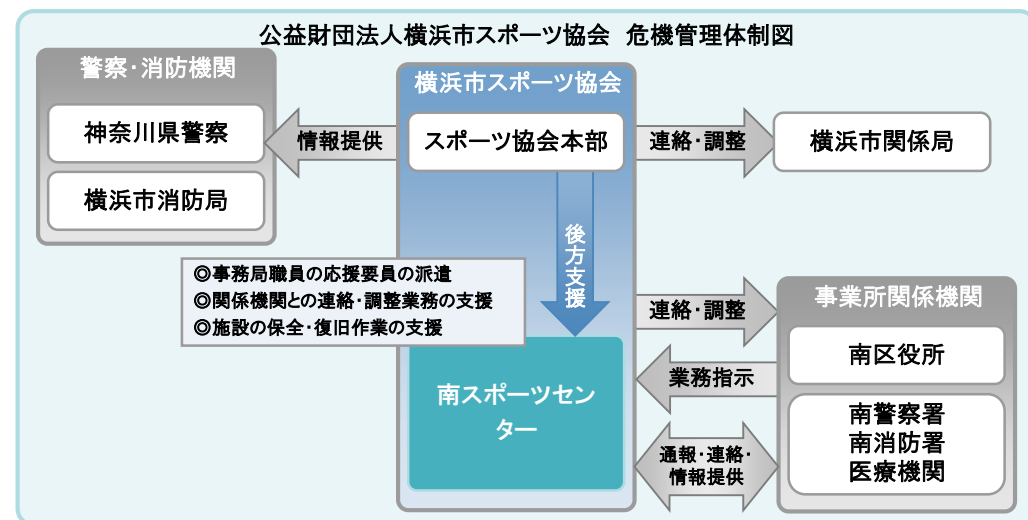 公益財団法人横浜市スポーツ協会 危機管理体制図
警察・消防機関
神奈川県警察
横浜市消防局
情報提供
横浜市スポーツ協会
スポーツ協会本部
連絡・調整
横浜市関係局
後方支援
◎事務局職員の応援要員の派遣
◎関係機関との連絡・調整業務の支援
◎施設の保全・復旧作業の支援
南スポーツセン
ター
連絡・調整
業務指示
通報・連絡・
情報提供
事業所関係機関
南区役所
南警察署
南消防署
医療機関